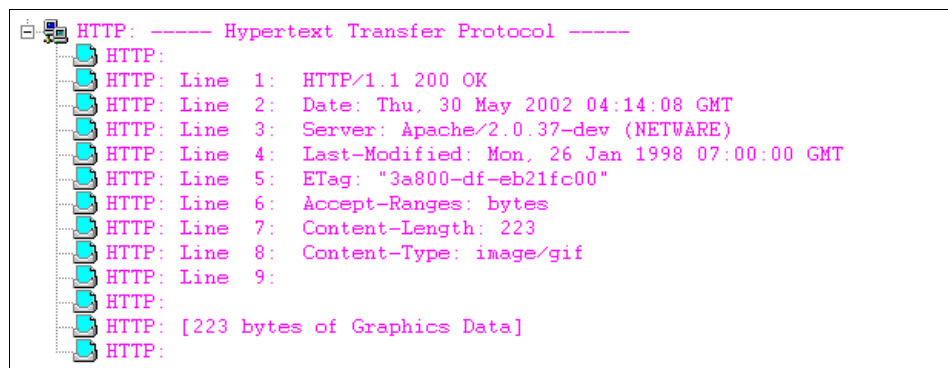 HTTP: ----- Hypertext Transfer Protocol -----
HTTP:
HTTP: Line 1: HTTP/1.1 200 OK
HTTP: Line 2: Date: Thu, 30 May 2002 04:14:08 GMT
HTTP: Line 3: Server: Apache/2.0.37-dev (NETWARE)
HTTP: Line 4: Last-Modified: Mon, 26 Jan 1998 07:00:00 GMT
HTTP: Line 5: ETag: "3a800-df-eb21fc00"
HTTP: Line 6: Accept-Ranges: bytes
HTTP: Line 7: Content-Length: 223
HTTP: Line 8: Content-Type: image/gif
HTTP: Line 9:
HTTP:
HTTP: [223 bytes of Graphics Data]
HTTP: